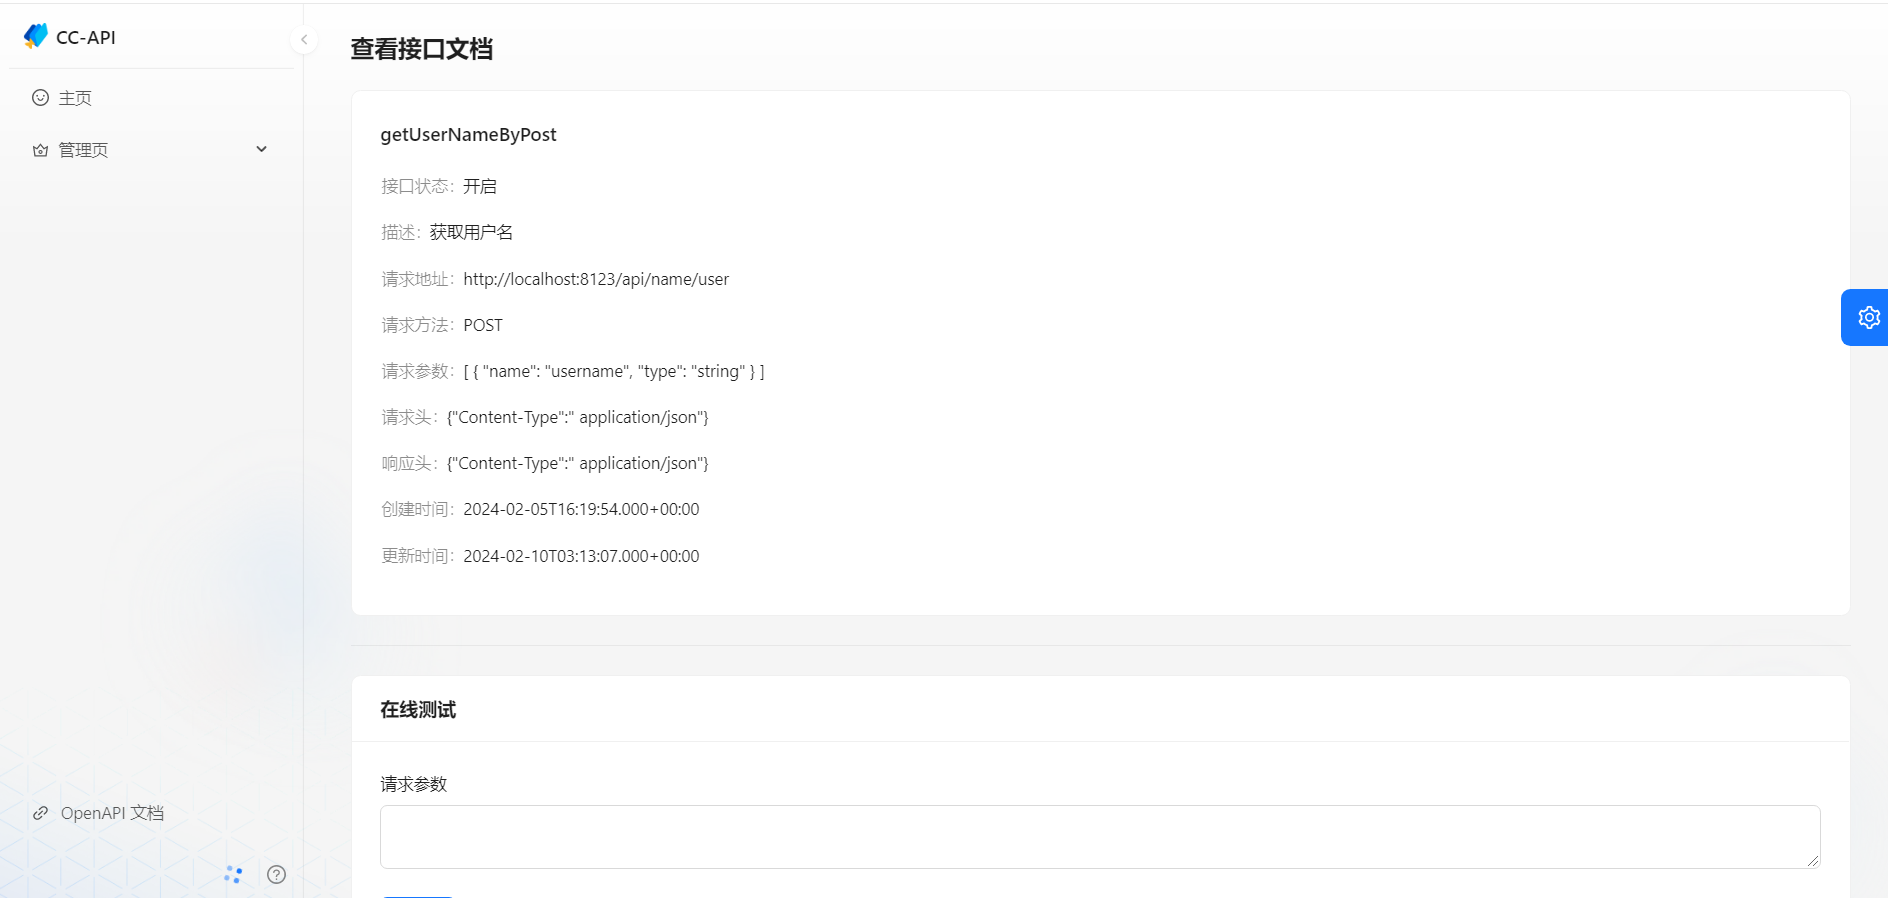 CC-API
主页
管理页
OpenAPI 文档
查看接口文档
getUserNameByPost
接口状态：开启
描述：获取用户名
请求地址：http://localhost:8123/api/name/user
请求方法：POST
请求参数：[ { "name": "username", "type": "string" } ]
请求头：{"Content-Type":" application/json"}
响应头：{"Content-Type":" application/json"}
创建时间：2024-02-05T16:19:54.000+00:00
更新时间：2024-02-10T03:13:07.000+00:00
在线测试
请求参数